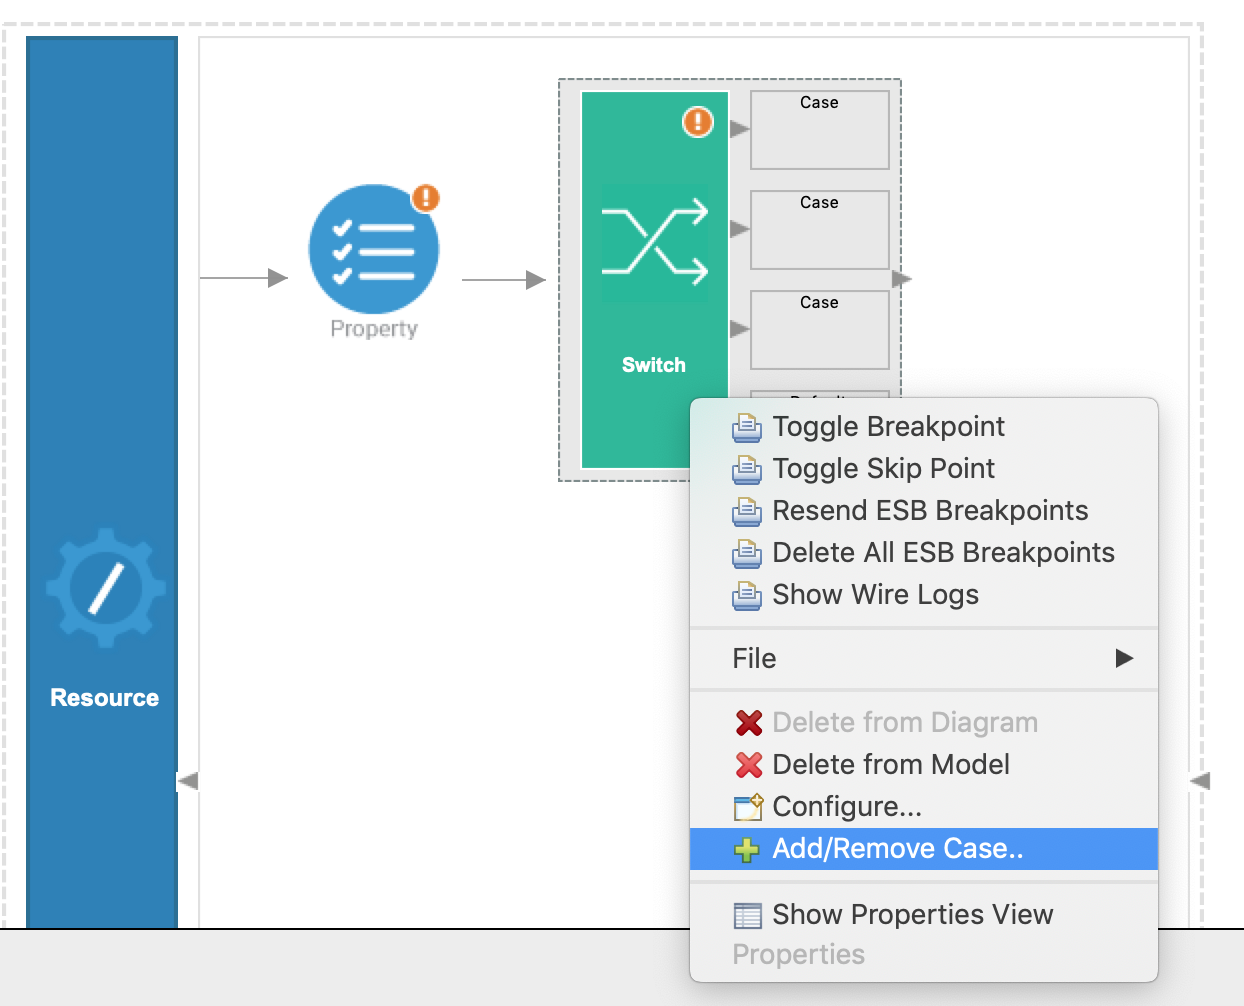 Case
Case
Case
Property
Switch
Toggle Breakpoint
Toggle Skip Point
Resend ESB Breakpoints
Delete All ESB Breakpoints
Show Wire Logs
File
Resource
Delete from Diagram
Delete from Model
Configure...
Add/Remove Case..
Show Properties View
Properties